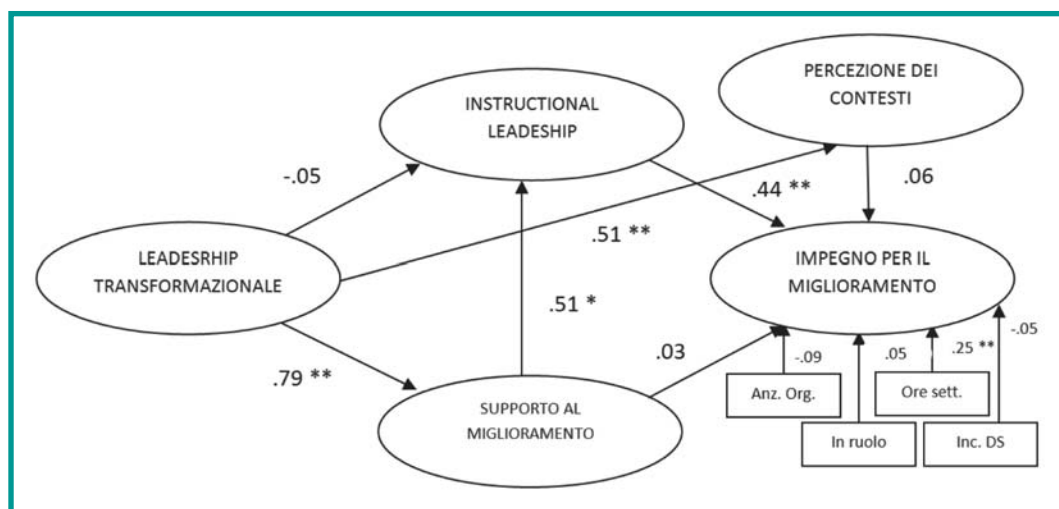 PERCEZIONE DEI
CONTESTI
INSTRUCTIONAL
LEADESHIP
-.05
.44 **
.06
.51 **
LEADESRHIP
TRANSFORMAZIONALE
IMPEGNO PER IL
MIGLIORAMENTO
.51 *
.79 **
.03
-.09
.05
.25 **
-.05
Anz. Org.
Ore sett.
SUPPORTO AL
MIGLIORAMENTO
In ruolo
Inc. DS